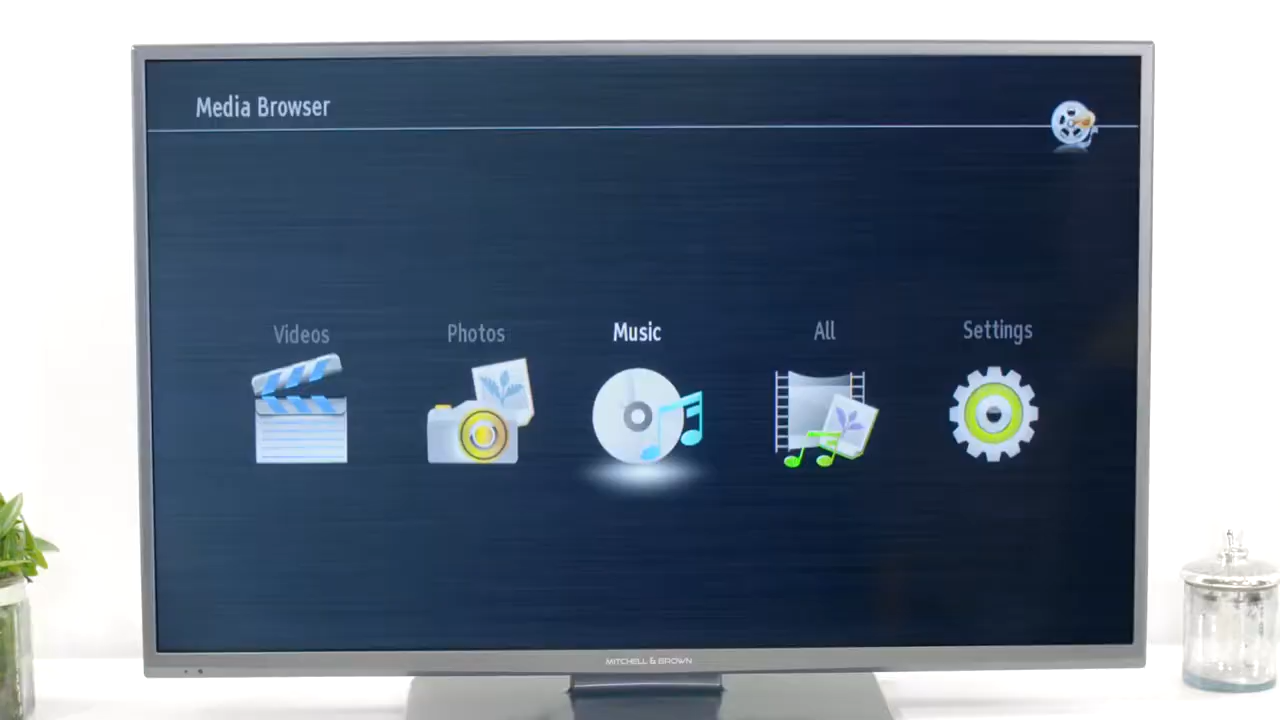 Media Browser
Videos
Photos
Music
All
Settings
MITCHELL & BROWN